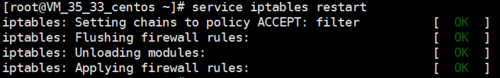 [root@VM_35_33_centos ~]# service iptables restart
iptables: Setting chains to policy ACCEPT: filter          [  OK  ]
iptables: Flushing firewall rules:                         [  OK  ]
iptables: Unloading modules:                               [  OK  ]
iptables: Applying firewall rules:                         [  OK  ]